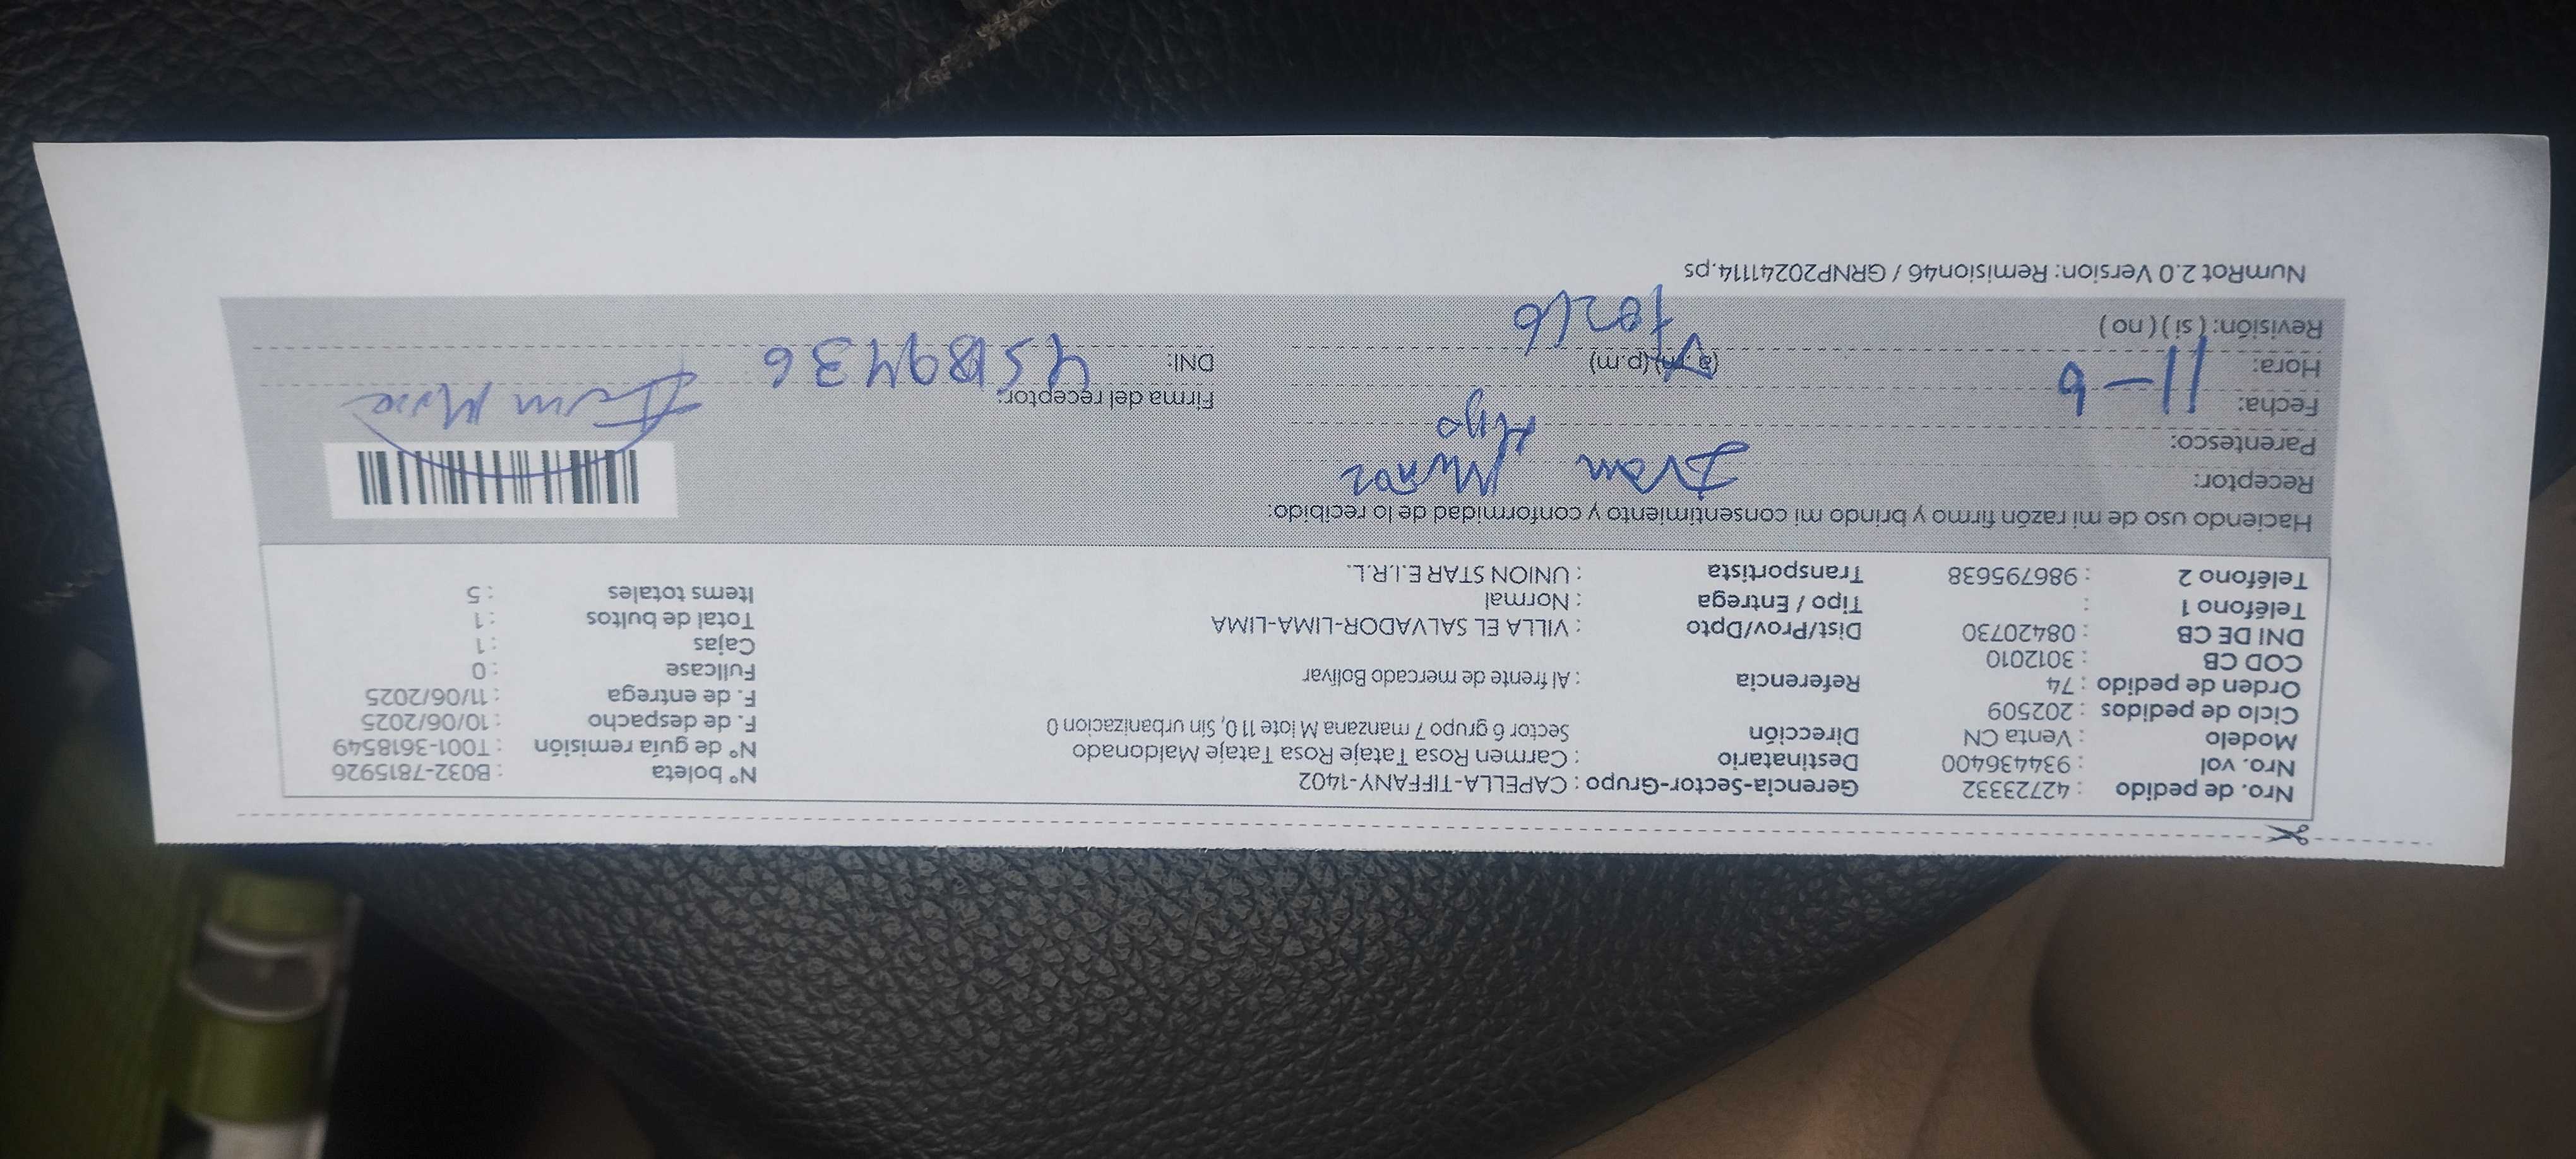 Nro. de pedido : 42723332 Gerencia-Sector-Grupo : CAPELLA-TIFFANY-1402 N° boleta : B032-7815926
Nro. vol : 934436400 Destinatario : Carmen Rosa Tataje Rosa Tataje Maldonado N° de guía remisión : T001-3618549
Modelo : Venta CN Dirección Sector 6 grupo 7 manzana M lote 11 0, Sin urbanizacion 0 F. de despacho : 10/06/2025
Ciclo de pedidos : 202509 F. de entrega : 11/06/2025
Orden de pedido : 74 Referencia : Al frente de mercado Bolívar Fullcase : 0
COD CB : 3012010 Cajas : 1
DNI DE CB : 08420730 Dist/Prov/Dpto : VILLA EL SALVADOR-LIMA-LIMA Total de bultos : 1
Teléfono 1 : Tipo / Entrega : Normal Items totales : 5
Teléfono 2 : 986795638 Transportista : UNION STAR E.I.R.L.
Haciendo uso de mi razón firmo y brindo mi consentimiento y conformidad de lo recibido:
Receptor: Ivan Muñoz
Parentesco: Hijo
Fecha: 11-6 Firma del receptor:
Hora: (a.m)(p.m) DNI: 45189436
Revisión: ( si ) ( no )
NumRot 2.0 Version: Remision46 / GRNP20241114.ps